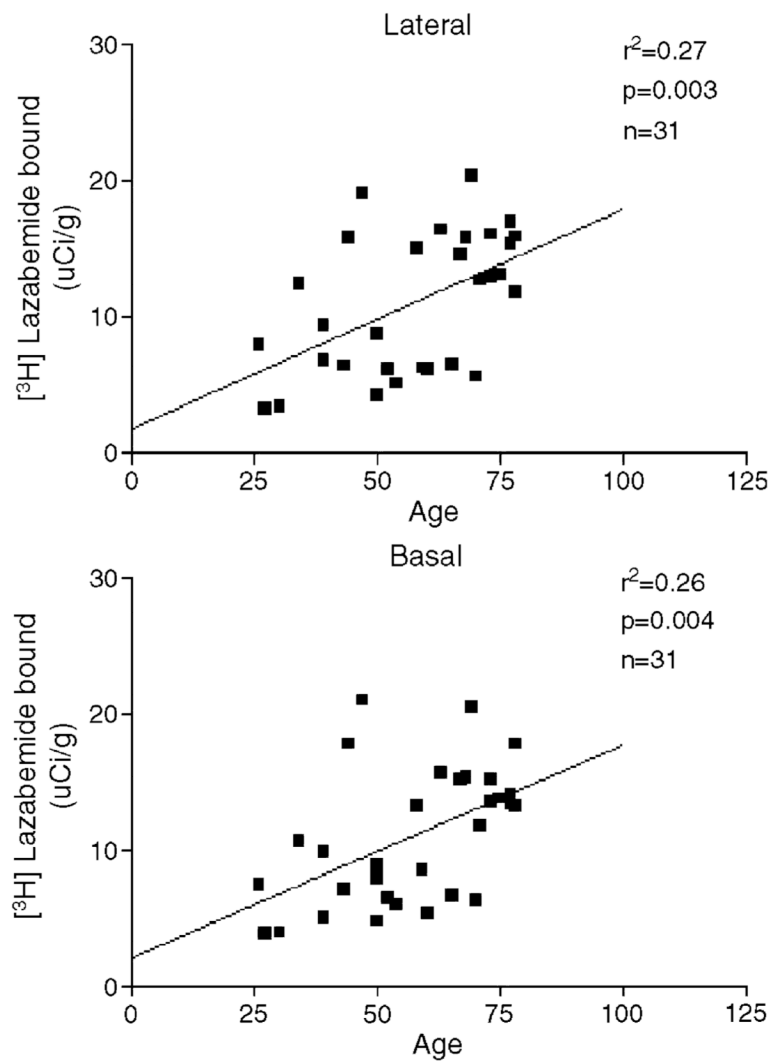 Lateral
r²=0.27
p=0.003
n=31
30
20
10
0
[³H] Lazabemide bound
(uCi/g)
0 25 50 75 100 125
Age
Basal
r²=0.26
p=0.004
n=31
30
20
10
0
[³H] Lazabemide bound
(uCi/g)
0 25 50 75 100 125
Age